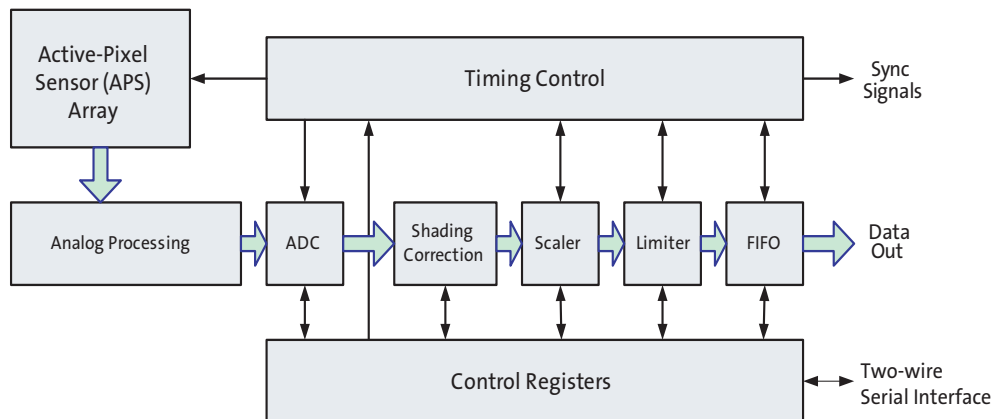 Active-Pixel
Sensor (APS)
Array
Timing Control
Sync
Signals
Analog Processing
ADC
Shading
Correction
Scaler
Limiter
FIFO
Data
Out
Control Registers
Two-wire
Serial Interface